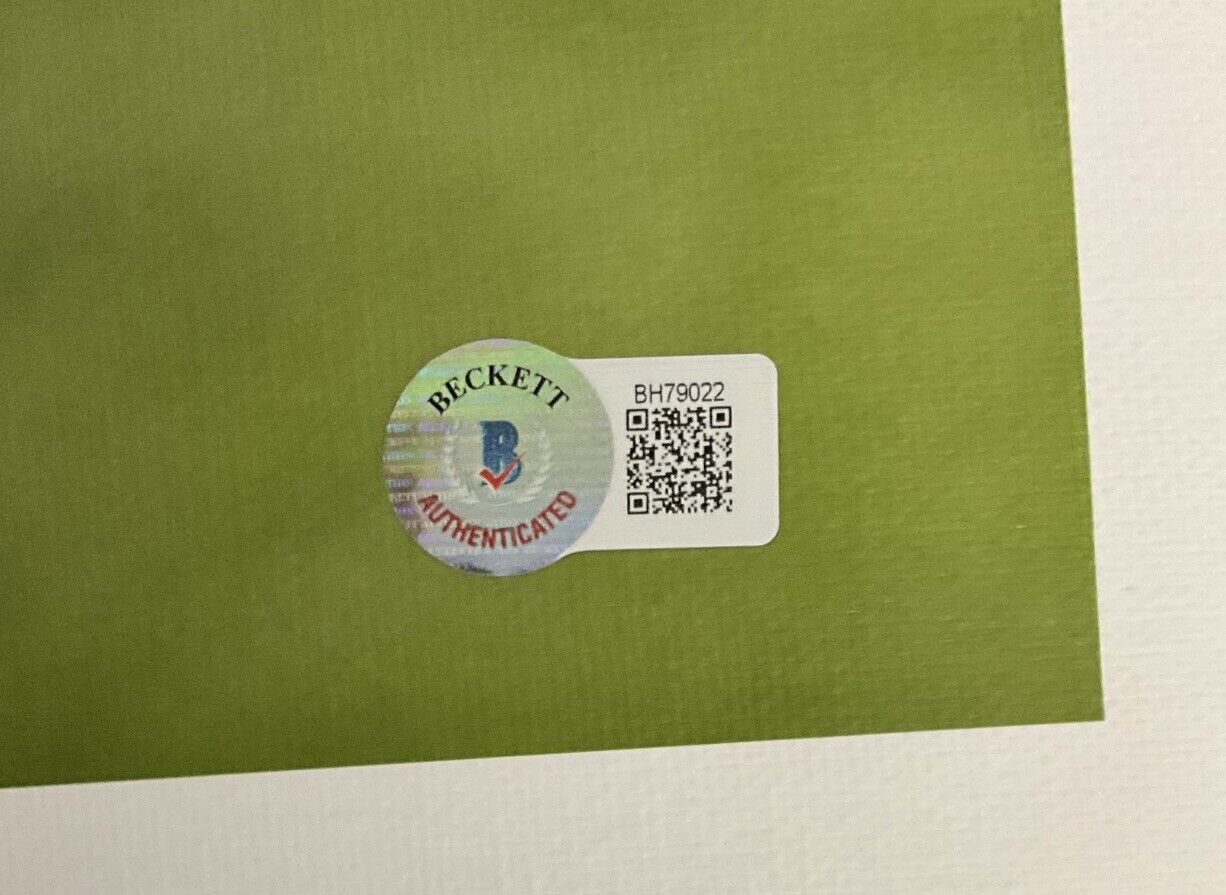 BECKETT
B
AUTHENTICATED
BH79022